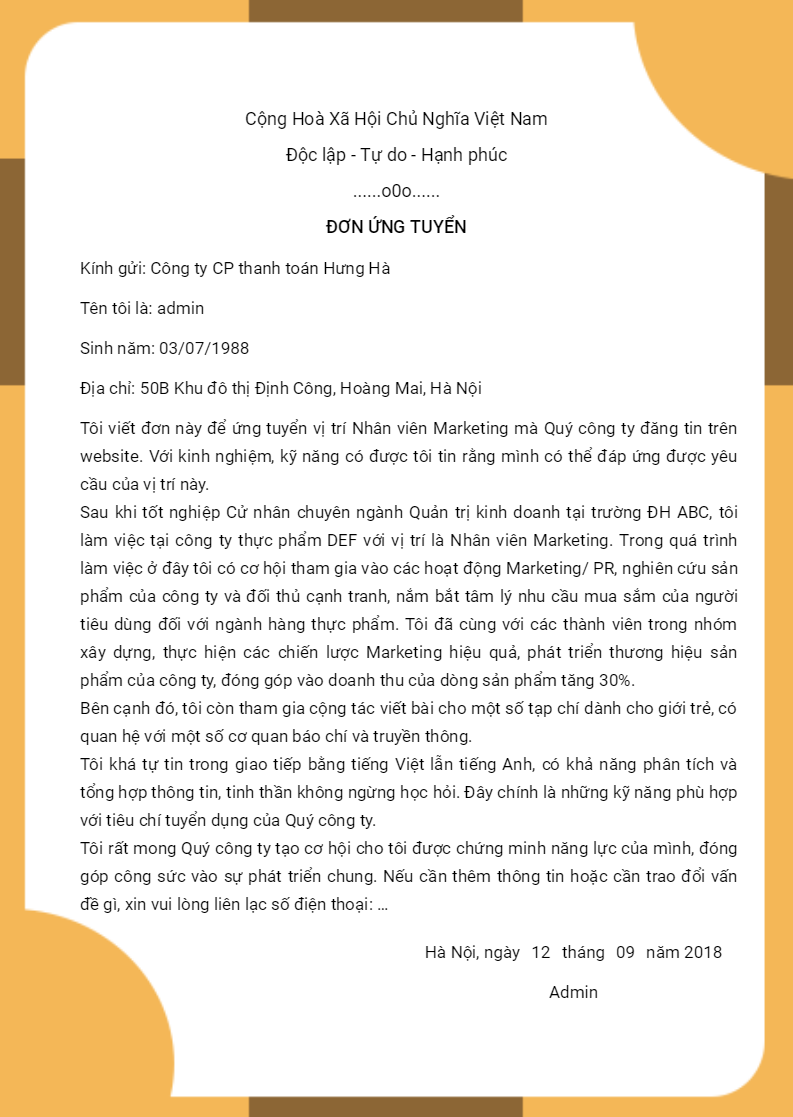 Cộng Hoà Xã Hội Chủ Nghĩa Việt Nam
Độc lập - Tự do - Hạnh phúc
......o0o......
ĐƠN ỨNG TUYỂN
Kính gửi: Công ty CP thanh toán Hưng Hà
Tên tôi là: admin
Sinh năm: 03/07/1988
Địa chỉ: 50B Khu đô thị Định Công, Hoàng Mai, Hà Nội
Tôi viết đơn này để ứng tuyển vị trí Nhân viên Marketing mà Quý công ty đăng tin trên
website. Với kinh nghiệm, kỹ năng có được tôi tin rằng mình có thể đáp ứng được yêu
cầu của vị trí này.
Sau khi tốt nghiệp Cử nhân chuyên ngành Quản trị kinh doanh tại trường ĐH ABC, tôi
làm việc tại công ty thực phẩm DEF với vị trí là Nhân viên Marketing. Trong quá trình
làm việc ở đây tôi có cơ hội tham gia vào các hoạt động Marketing/ PR, nghiên cứu sản
phẩm của công ty và đối thủ cạnh tranh, nắm bắt tâm lý nhu cầu mua sắm của người
tiêu dùng đối với ngành hàng thực phẩm. Tôi đã cùng với các thành viên trong nhóm
xây dựng, thực hiện các chiến lược Marketing hiệu quả, phát triển thương hiệu sản
phẩm của công ty, đóng góp vào doanh thu của dòng sản phẩm tăng 30%.
Bên cạnh đó, tôi còn tham gia cộng tác viết bài cho một số tạp chí dành cho giới trẻ, có
quan hệ với một số cơ quan báo chí và truyền thông.
Tôi khá tự tin trong giao tiếp bằng tiếng Việt lẫn tiếng Anh, có khả năng phân tích và
tổng hợp thông tin, tinh thần không ngừng học hỏi. Đây chính là những kỹ năng phù hợp
với tiêu chí tuyển dụng của Quý công ty.
Tôi rất mong Quý công ty tạo cơ hội cho tôi được chứng minh năng lực của mình, đóng
góp công sức vào sự phát triển chung. Nếu cần thêm thông tin hoặc cần trao đổi vấn
đề gì, xin vui lòng liên lạc số điện thoại: ...
Hà Nội, ngày 12 tháng 09 năm 2018
Admin